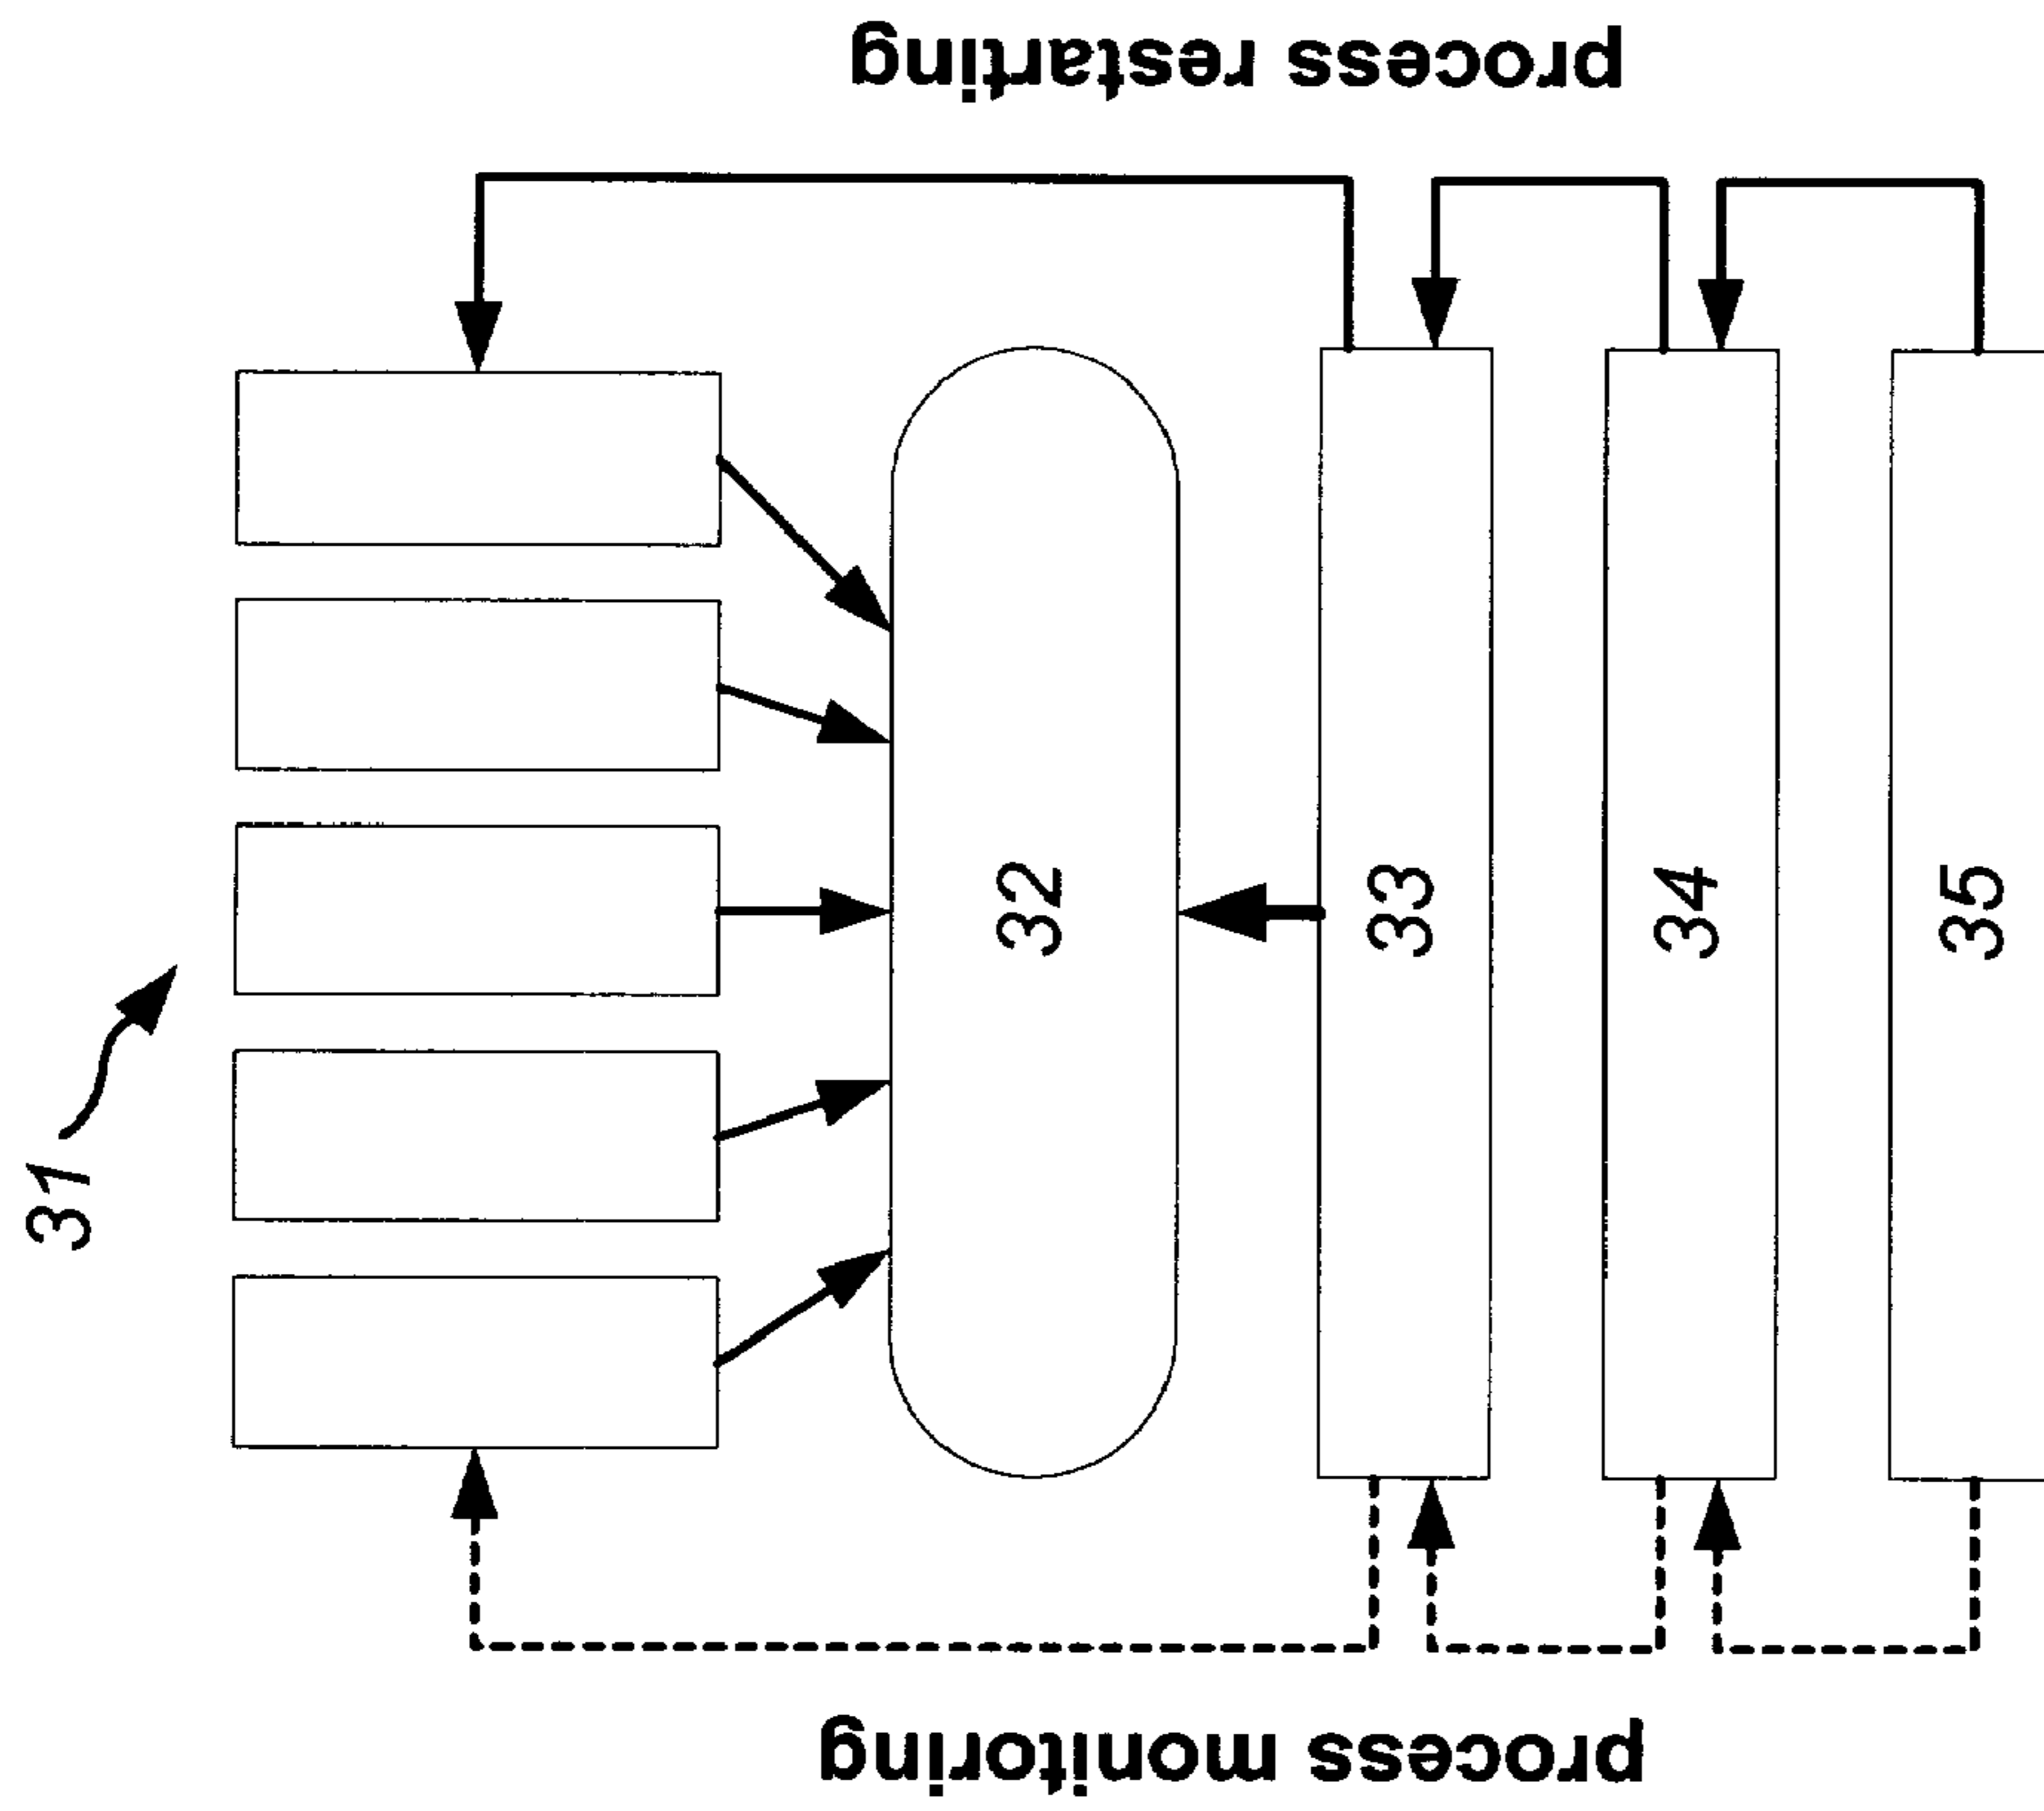 process restarting
31
32
33
34
35
process monitoring